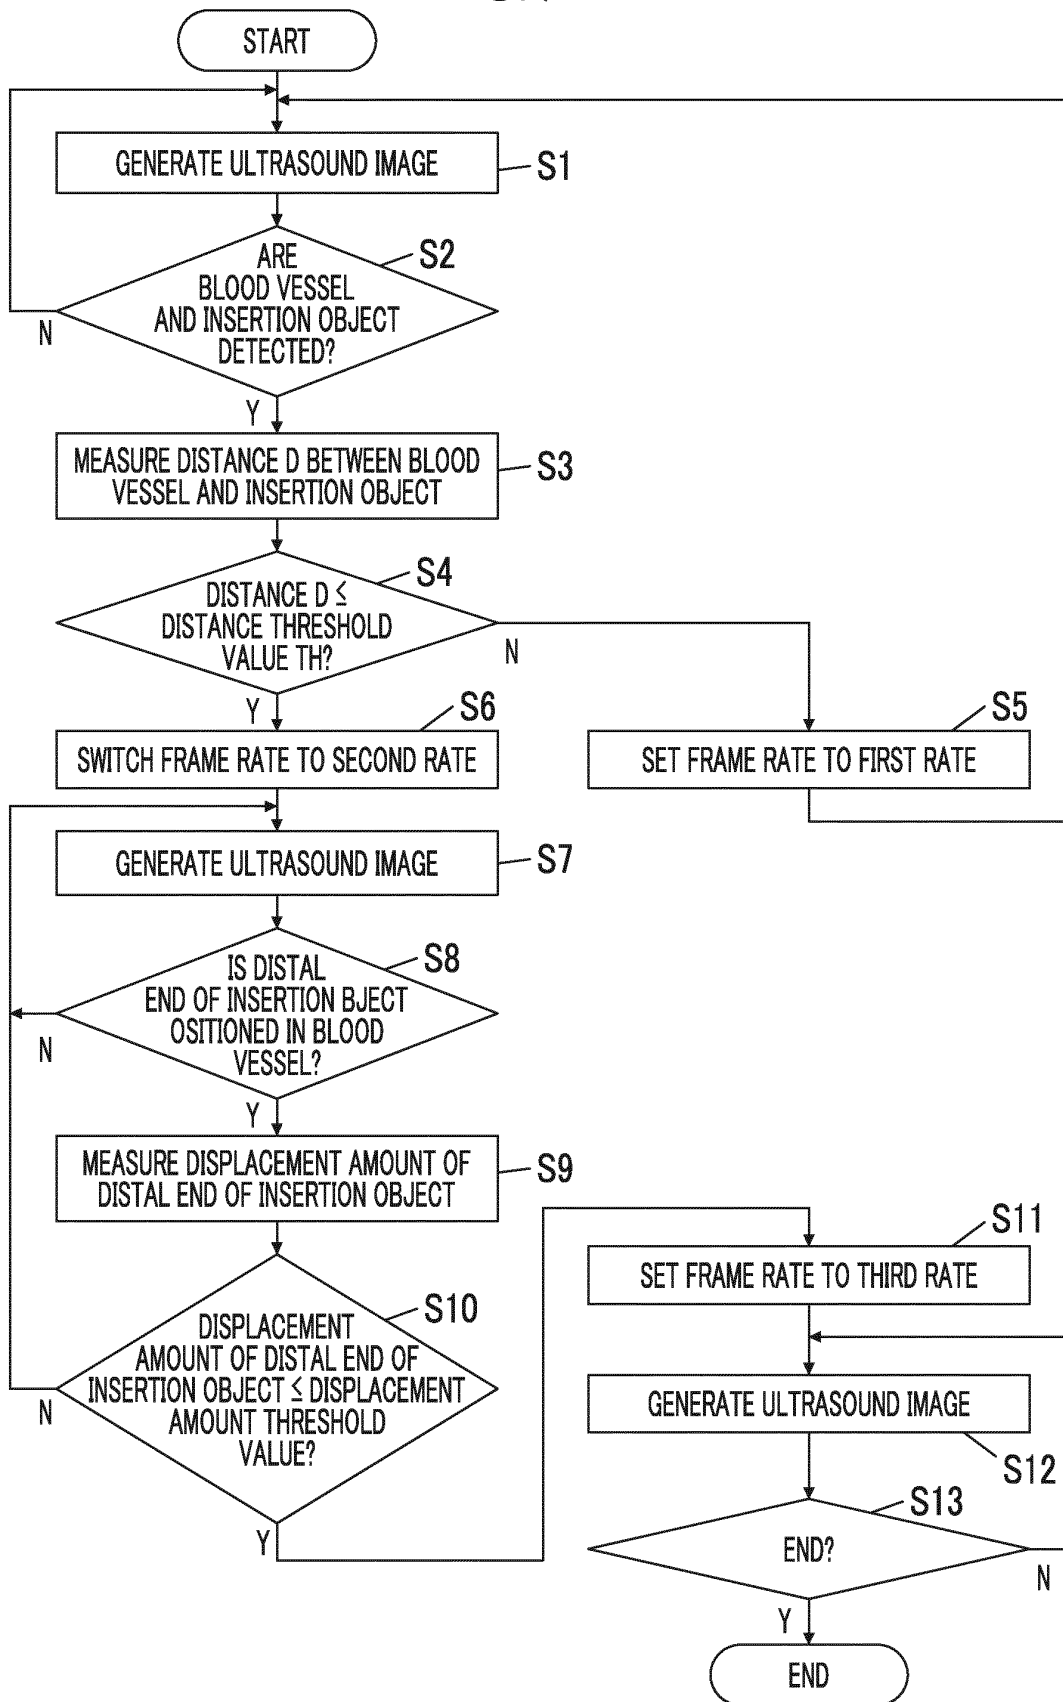 START
GENERATE ULTRASOUND IMAGE
S1
ARE
BLOOD VESSEL
AND INSERTION OBJECT
DETECTED?
S2
N
Y
MEASURE DISTANCE D BETWEEN BLOOD
VESSEL AND INSERTION OBJECT
S3
DISTANCE D ≦
DISTANCE THRESHOLD
VALUE TH?
S4
N
Y
SWITCH FRAME RATE TO SECOND RATE
S6
SET FRAME RATE TO FIRST RATE
S5
GENERATE ULTRASOUND IMAGE
S7
IS DISTAL
END OF INSERTION BJECT
OSITIONED IN BLOOD
VESSEL?
S8
N
Y
MEASURE DISPLACEMENT AMOUNT OF
DISTAL END OF INSERTION OBJECT
S9
DISPLACEMENT
AMOUNT OF DISTAL END OF
INSERTION OBJECT ≦ DISPLACEMENT
AMOUNT THRESHOLD
VALUE?
S10
N
Y
SET FRAME RATE TO THIRD RATE
S11
GENERATE ULTRASOUND IMAGE
S12
END?
S13
N
Y
END